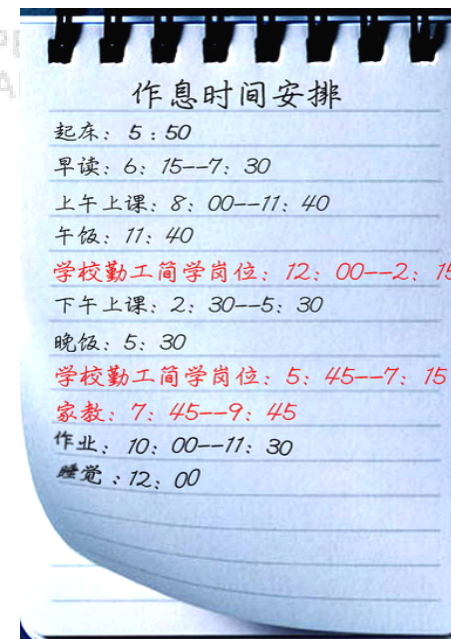 作息时间安排
起床：5：50
早读：6：15--7：30
上午上课：8：00--11：40
午饭：11：40
学校勤工简学岗位：12：00--2：15
下午上课：2：30--5：30
晚饭：5：30
学校勤工简学岗位：5：45--7：15
家教：7：45--9：45
作业：10：00--11：30
睡觉：12：00